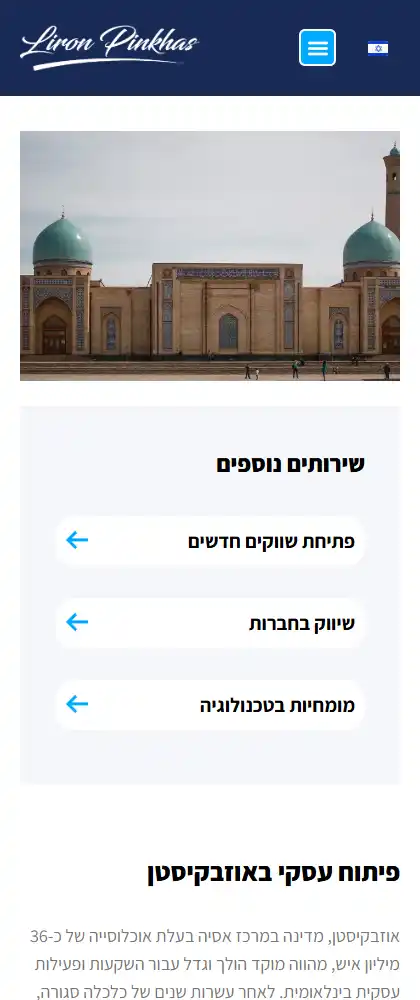 Liron Pinkhas
שירותים נוספים
פתיחת שווקים חדשים
שיווק בחברות
מומחיות בטכנולוגיה
פיתוח עסקי באוזבקיסטן
אוזבקיסטן, מדינה במרכז אסיה בעלת אוכלוסייה של כ-36
מיליון איש, מהווה מוקד הולך וגדל עבור השקעות ופעילות
עסקית בינלאומית. לאחר עשרות שנים של כלכלה סגורה,